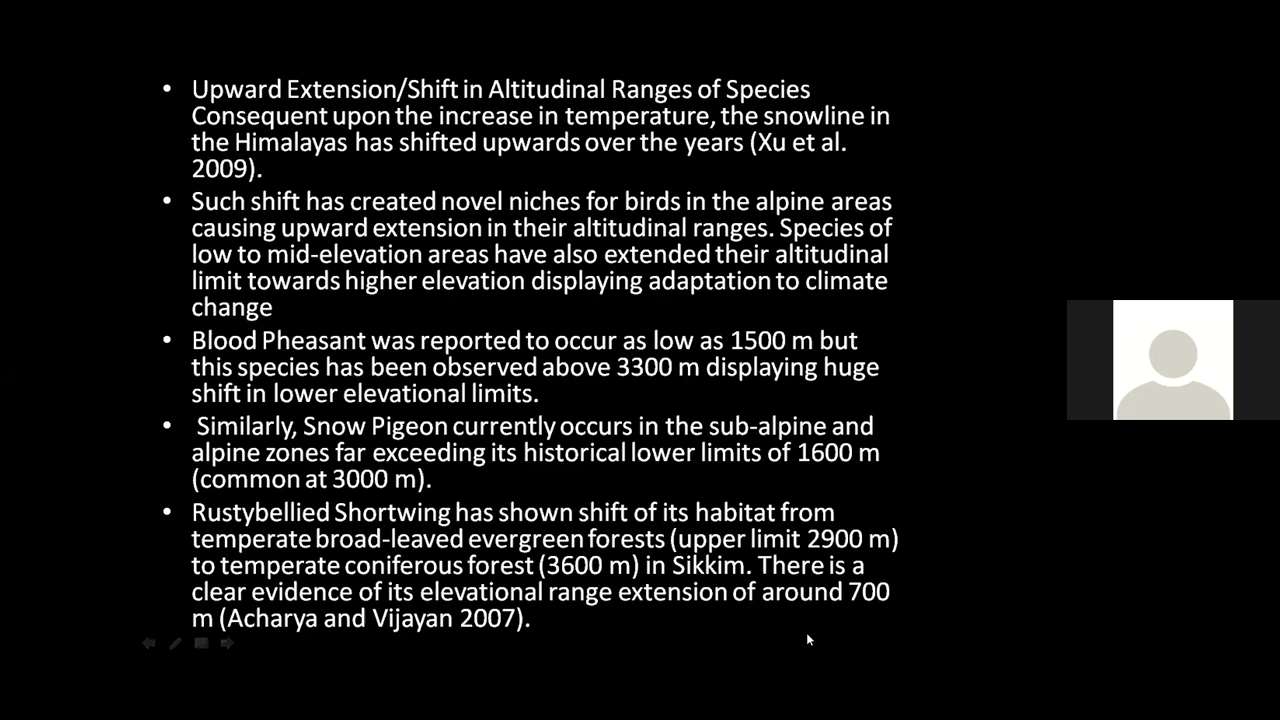 • Upward Extension/Shift in Altitudinal Ranges of Species
Consequent upon the increase in temperature, the snowline in
the Himalayas has shifted upwards over the years (Xu et al.
2009).
• Such shift has created novel niches for birds in the alpine areas
causing upward extension in their altitudinal ranges. Species of
low to mid-elevation areas have also extended their altitudinal
limit towards higher elevation displaying adaptation to climate
change
• Blood Pheasant was reported to occur as low as 1500 m but
this species has been observed above 3300 m displaying huge
shift in lower elevational limits.
• Similarly, Snow Pigeon currently occurs in the sub-alpine and
alpine zones far exceeding its historical lower limits of 1600 m
(common at 3000 m).
• Rustybellied Shortwing has shown shift of its habitat from
temperate broad-leaved evergreen forests (upper limit 2900 m)
to temperate coniferous forest (3600 m) in Sikkim. There is a
clear evidence of its elevational range extension of around 700
m (Acharya and Vijayan 2007).